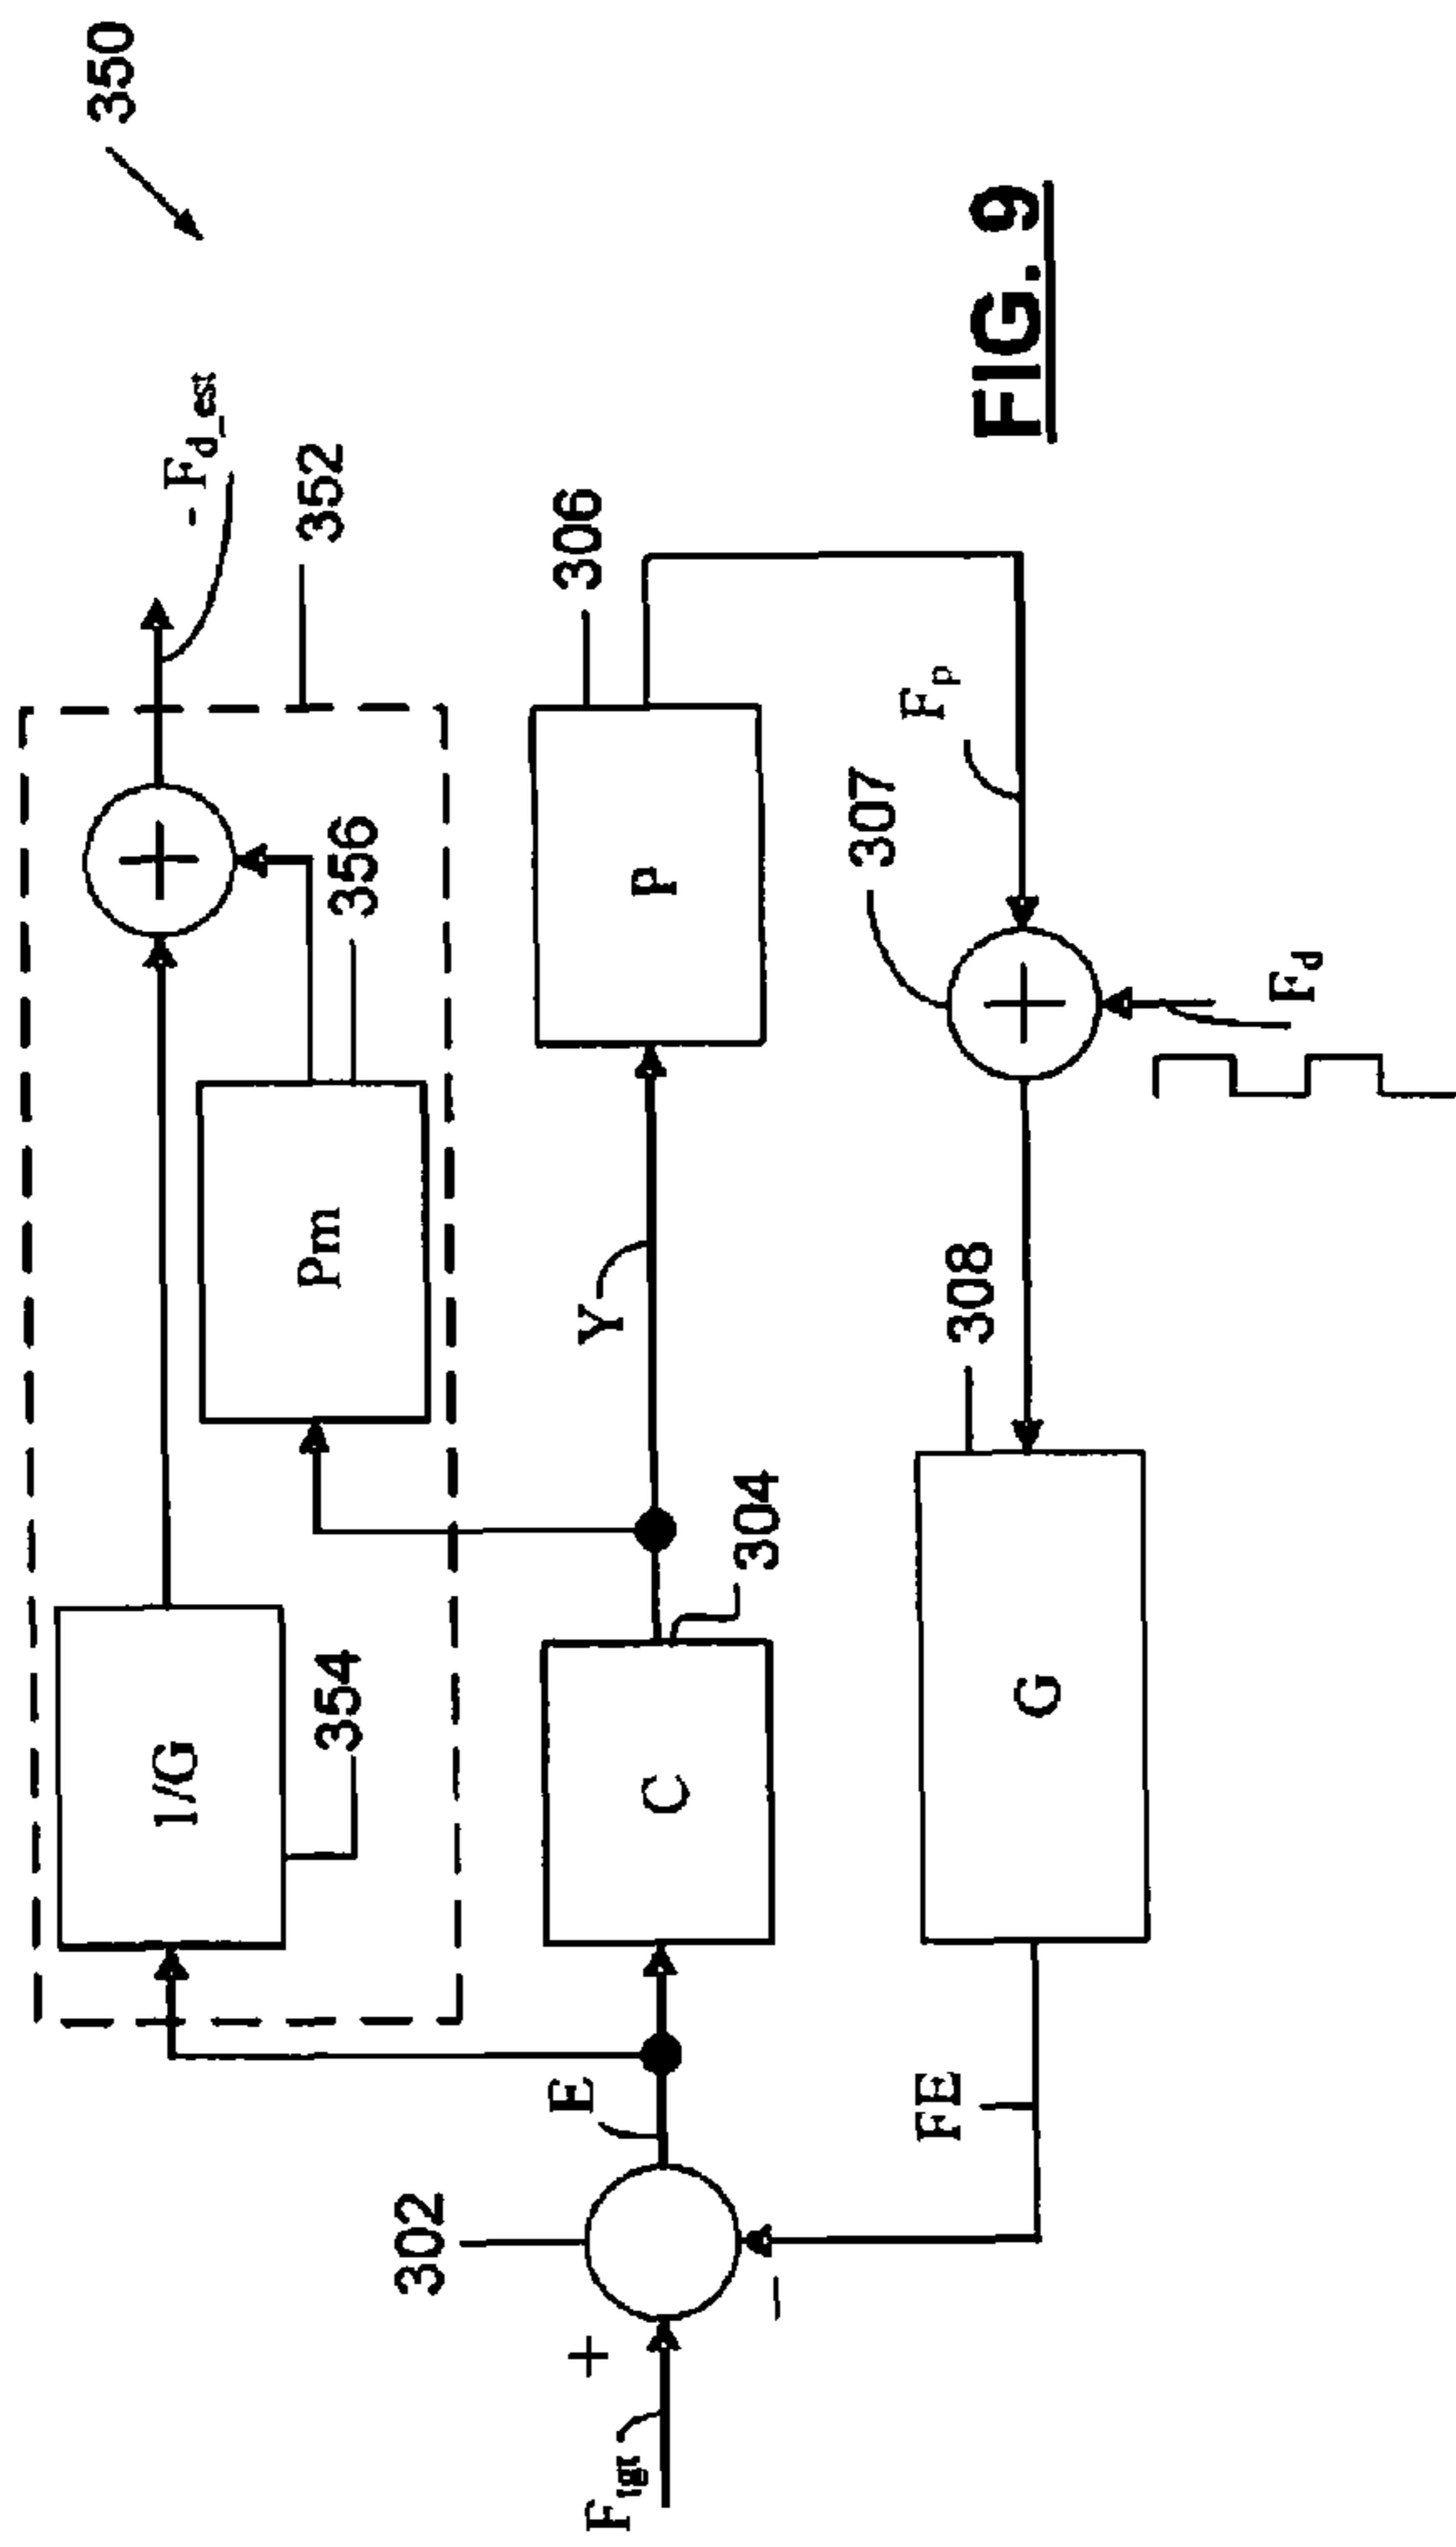 350
- F_d_est
352
1/G
354
Pm
356
F_tgt
+
-
302
E
C
304
Y
P
306
F_p
307
+
+
F_d
308
G
FE
FIG. 9